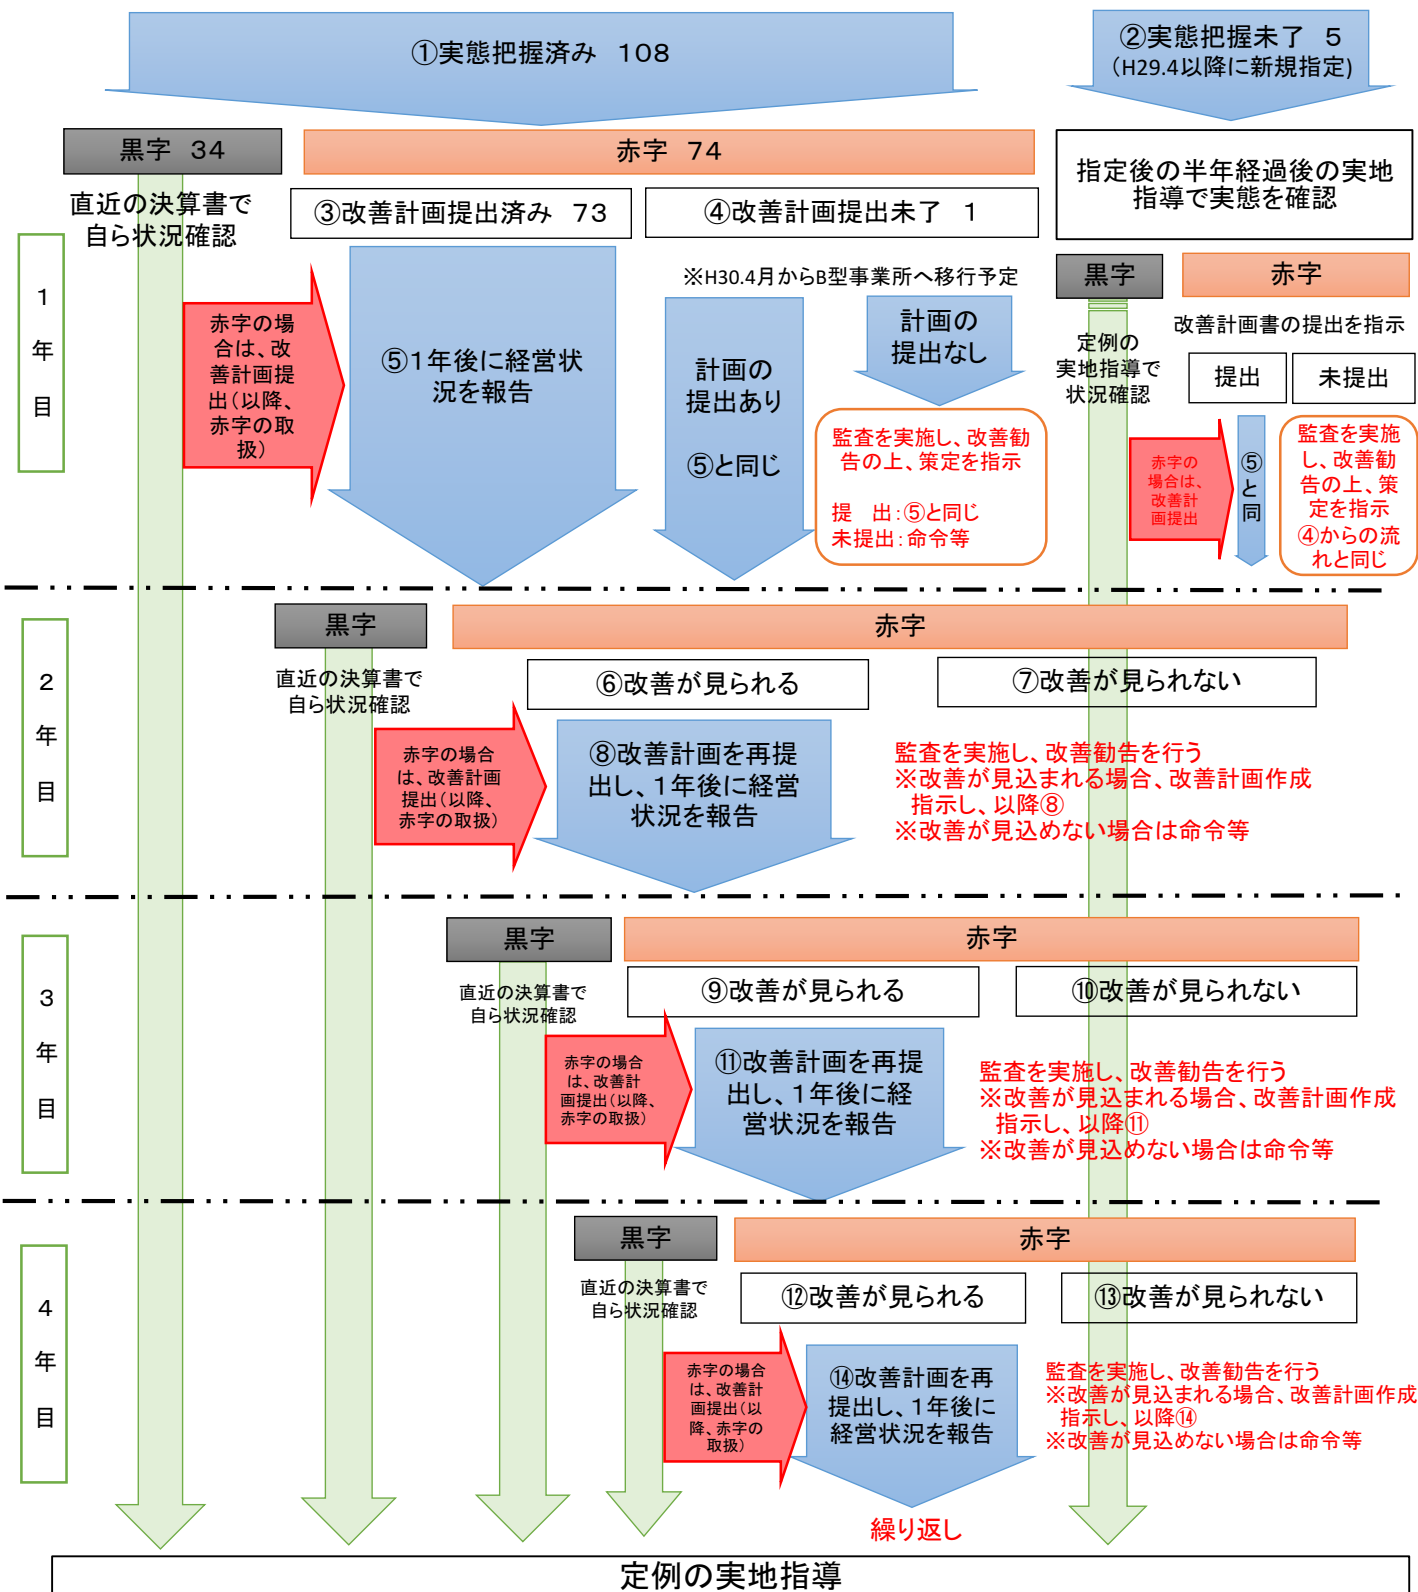 ①実態把握済み　108
②実態把握未了　5
（H29.4以降に新規指定）
黒字　34
赤字　74
指定後の半年経過後の実地
指導で実態を確認
直近の決算書で
自ら状況確認
③改善計画提出済み　73
④改善計画提出未了　1
※H30.4月からB型事業所へ移行予定
1
年
目
赤字の場
合は、改
善計画提
出（以降、
赤字の取
扱）
⑤1年後に経営状
況を報告
計画の
提出あり
⑤と同じ
計画の
提出なし
監査を実施し、改善勧
告の上、策定を指示
提　出：⑤と同じ
未提出：命令等
黒字
赤字
定例の
実地指導で
状況確認
改善計画書の提出を指示
提出
未提出
赤字の
場合は、
改善計
画提出
⑤
と
同
監査を実施
し、改善勧
告の上、策
定を指示
④からの流
れと同じ
2
年
目
黒字
赤字
直近の決算書で
自ら状況確認
⑥改善が見られる
⑦改善が見られない
赤字の場合
は、改善計画
提出（以降、
赤字の取扱）
⑧改善計画を再提
出し、1年後に経営
状況を報告
監査を実施し、改善勧告を行う
※改善が見込まれる場合、改善計画作成
指示し、以降⑧
※改善が見込めない場合は命令等
3
年
目
黒字
赤字
直近の決算書で
自ら状況確認
⑨改善が見られる
⑩改善が見られない
赤字の場合
は、改善計
画提出（以降、
赤字の取扱）
⑪改善計画を再提
出し、1年後に経
営状況を報告
監査を実施し、改善勧告を行う
※改善が見込まれる場合、改善計画作成
指示し、以降⑪
※改善が見込めない場合は命令等
4
年
目
黒字
赤字
直近の決算書で
自ら状況確認
⑫改善が見られる
⑬改善が見られない
赤字の場合
は、改善計
画提出（以
降、赤字の
取扱）
⑭改善計画を再
提出し、1年後に
経営状況を報告
監査を実施し、改善勧告を行う
※改善が見込まれる場合、改善計画作成
指示し、以降⑭
※改善が見込めない場合は命令等
繰り返し
定例の実地指導